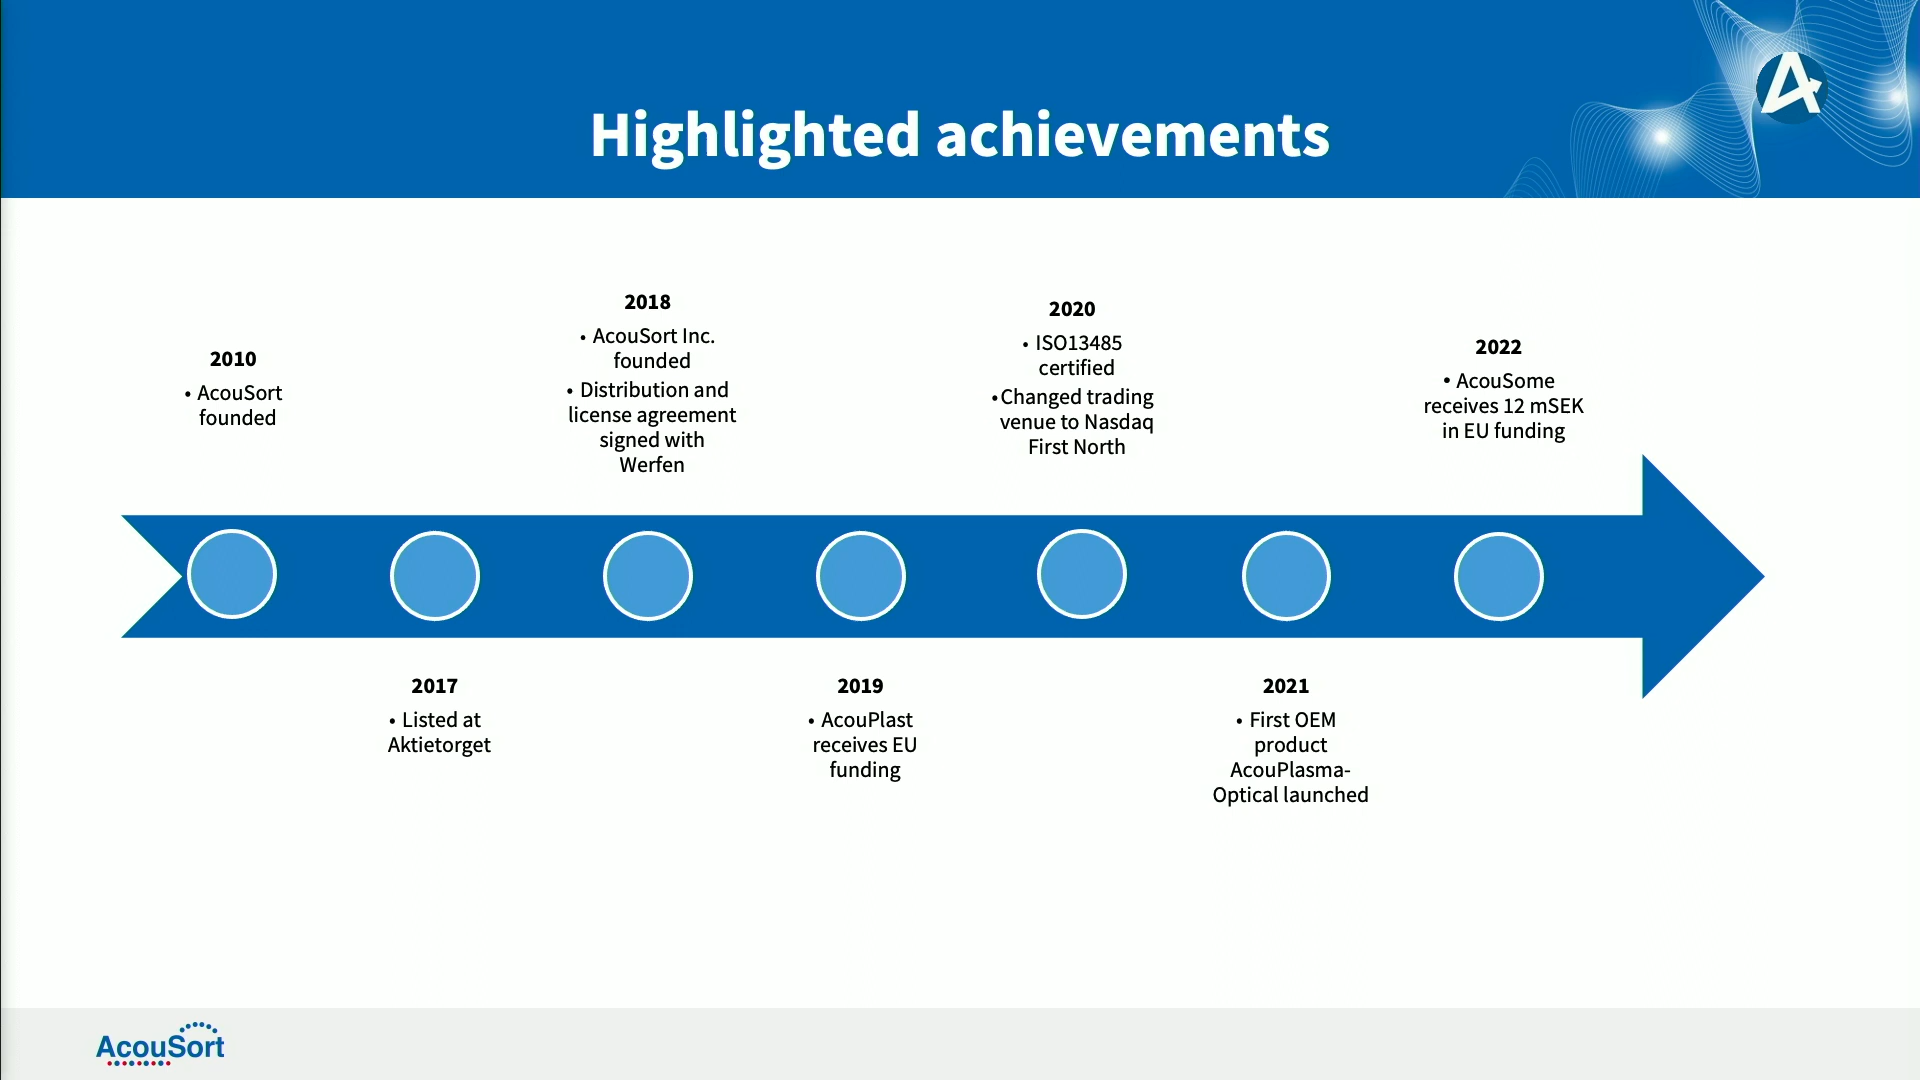 Highlighted achievements
2010
• AcouSort
founded
2017
• Listed at
Aktietorget
2018
• AcouSort Inc.
founded
• Distribution and
license agreement
signed with
Werfen
2019
• AcouPlast
receives EU
funding
2020
• ISO13485
certified
• Changed trading
venue to Nasdaq
First North
2021
• First OEM
product
AcouPlasma-
Optical launched
2022
• AcouSome
receives 12 mSEK
in EU funding
AcouSort